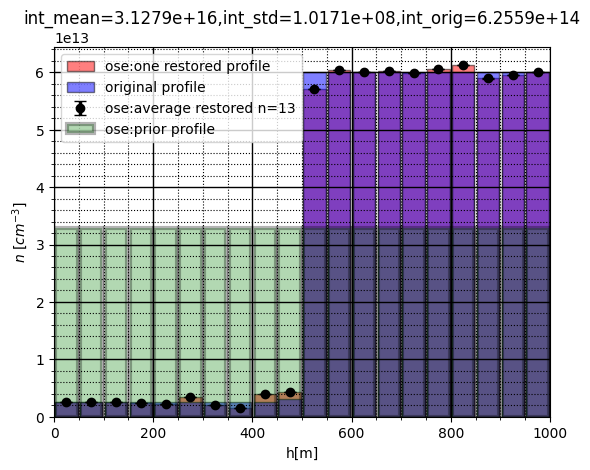 int_mean=3.1279e+16,int_std=1.0171e+08,int_orig=6.2559e+14
1e13
ose:one restored profile
original profile
ose:average restored n=13
ose:prior profile
6
5
4
3
2
1
0
n [cm⁻³]
0 200 400 600 800 1000
h[m]